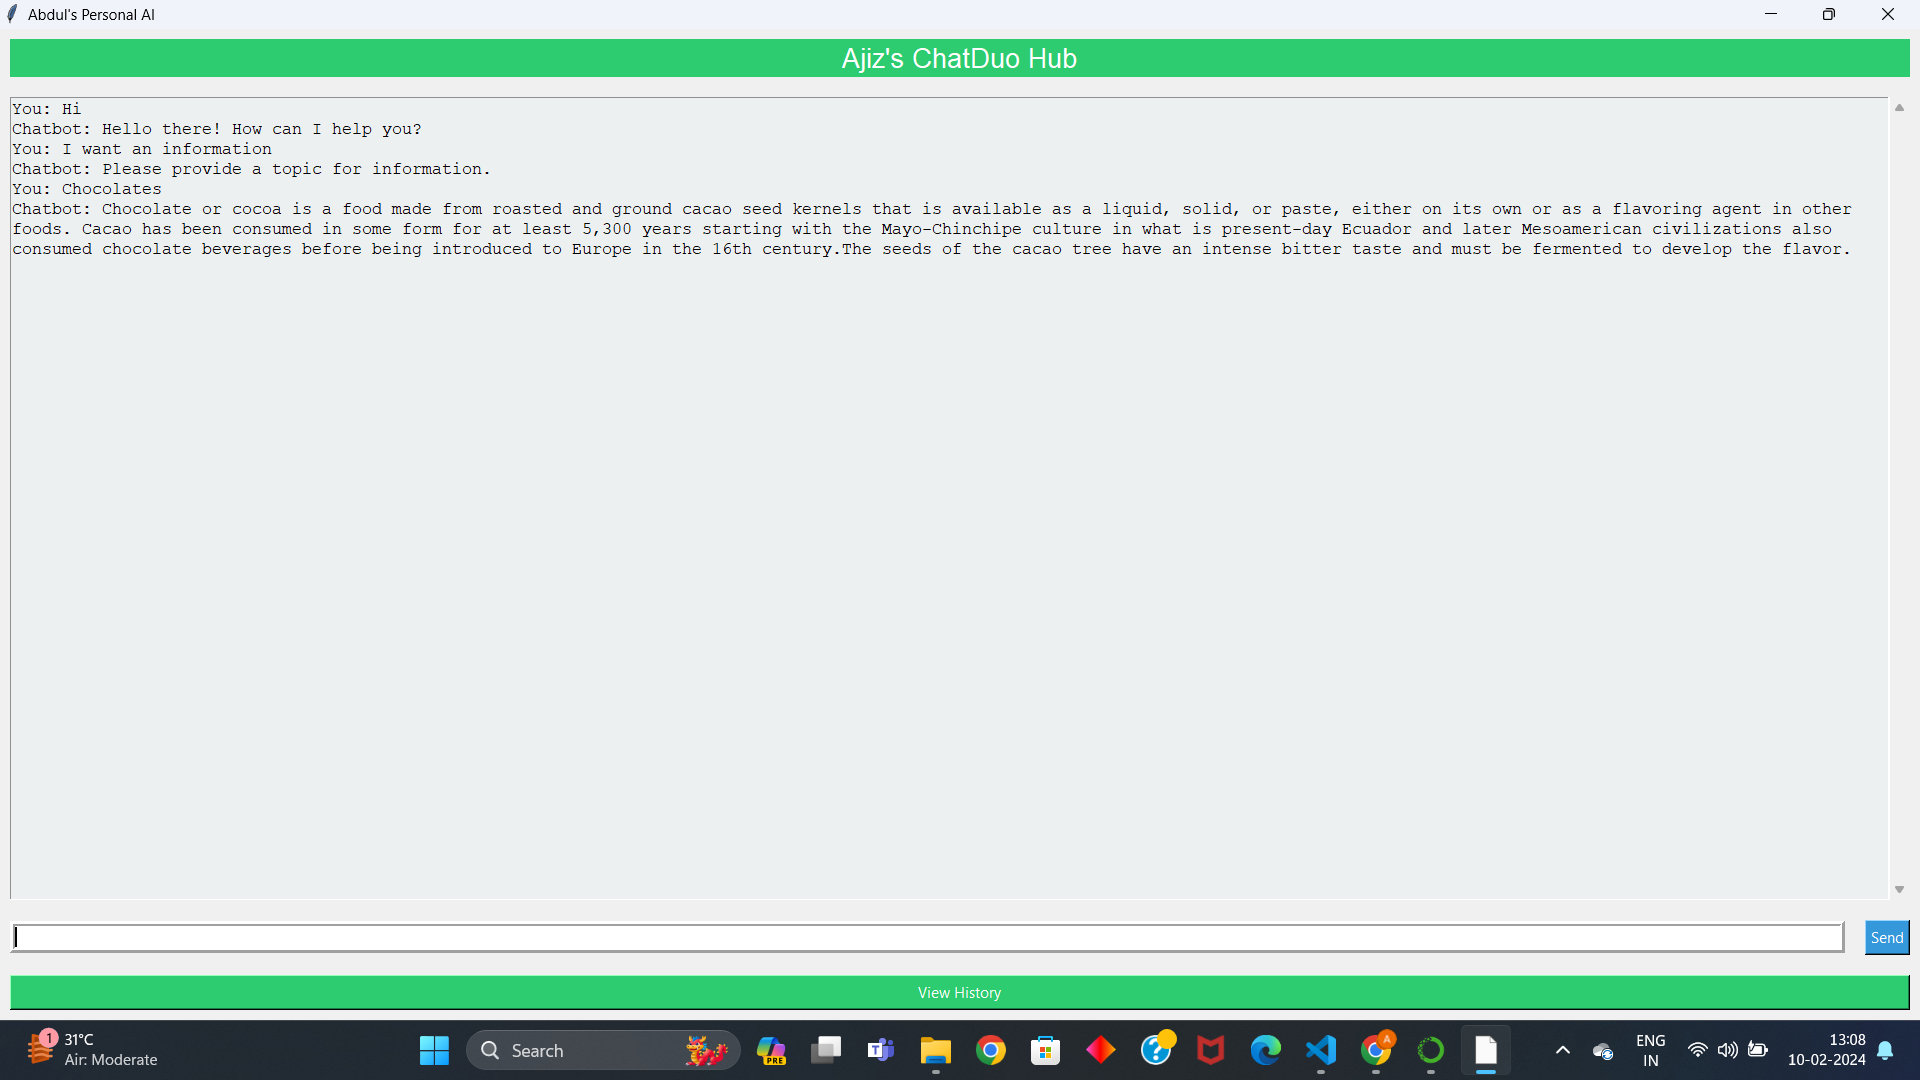 Abdul's Personal AI
Ajiz's ChatDuo Hub
You: Hi
Chatbot: Hello there! How can I help you?
You: I want an information
Chatbot: Please provide a topic for information.
You: Chocolates
Chatbot: Chocolate or cocoa is a food made from roasted and ground cacao seed kernels that is available as a liquid, solid, or paste, either on its own or as a flavoring agent in other
foods. Cacao has been consumed in some form for at least 5,300 years starting with the Mayo-Chinchipe culture in what is present-day Ecuador and later Mesoamerican civilizations also
consumed chocolate beverages before being introduced to Europe in the 16th century.The seeds of the cacao tree have an intense bitter taste and must be fermented to develop the flavor.
Send
View History
1
31°C
Air: Moderate
Search
PRE
T
A
ENG
IN
13:08
10-02-2024